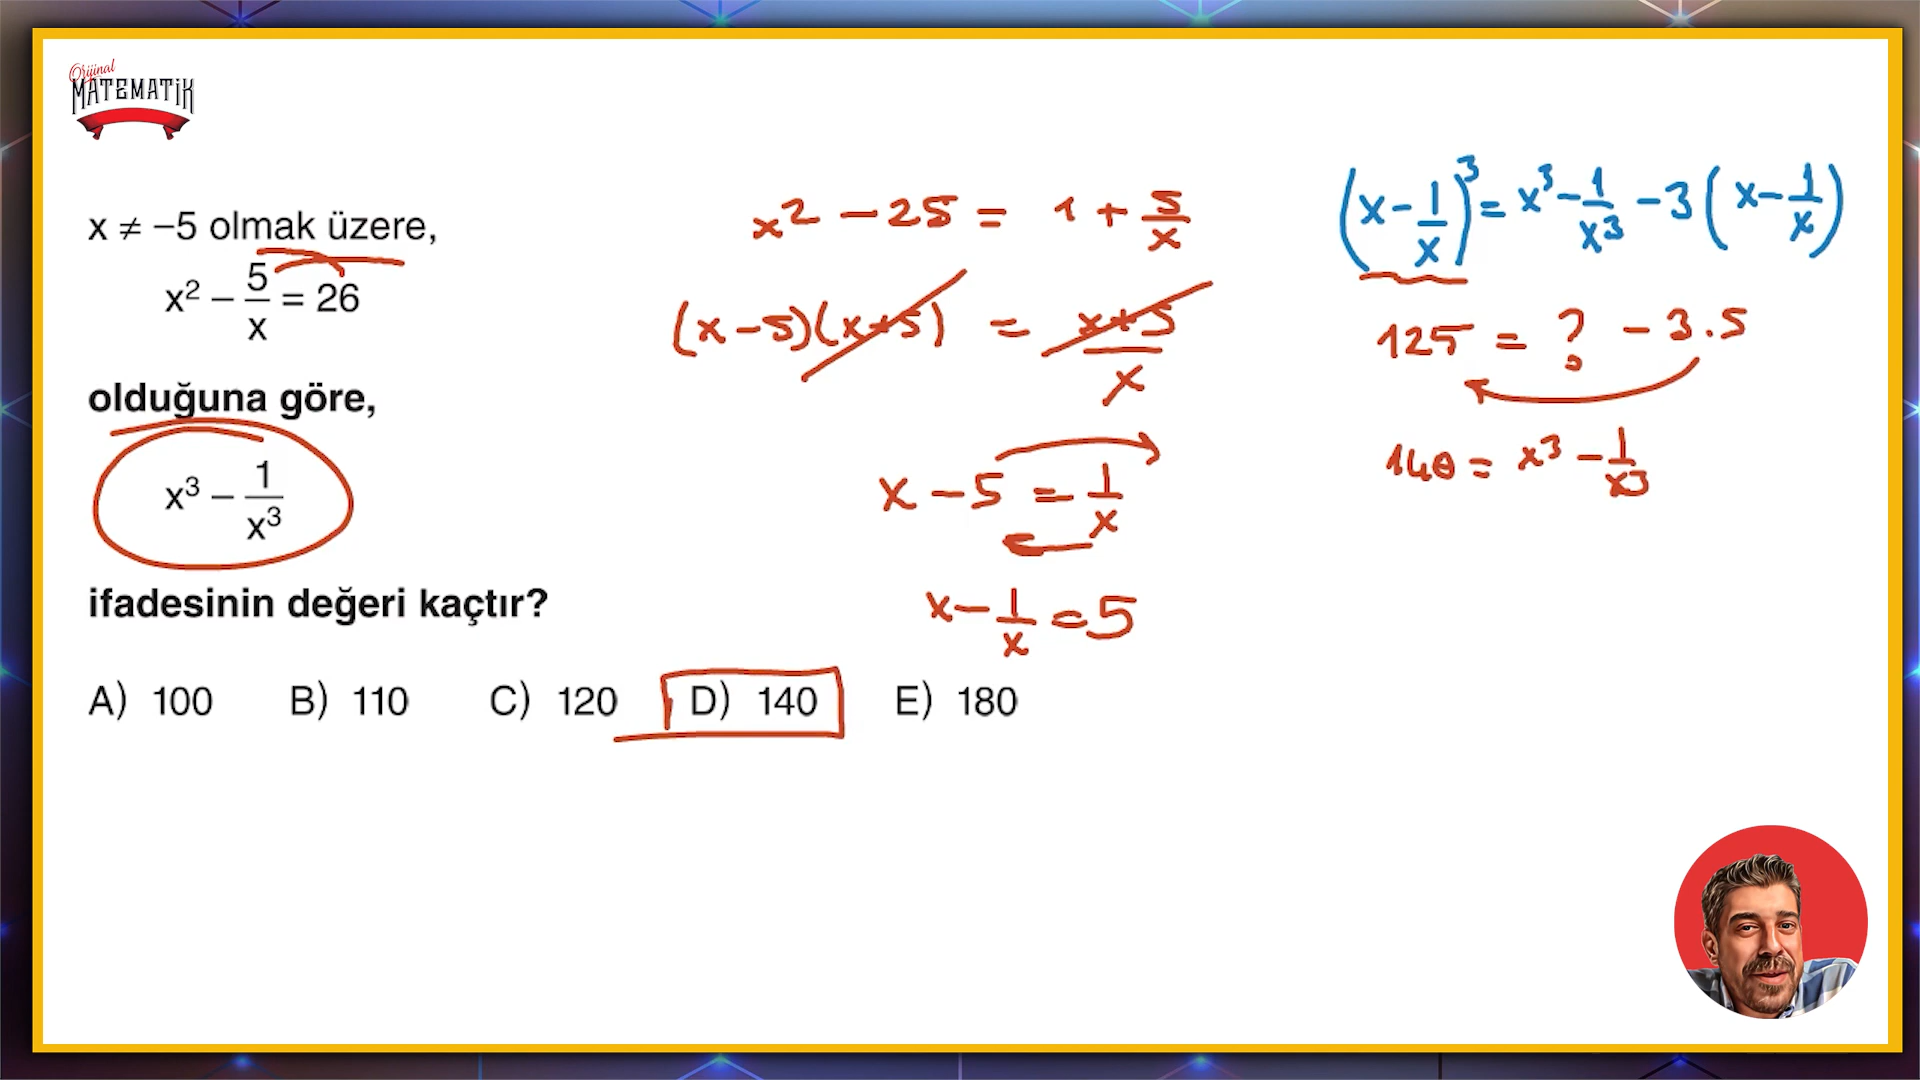 Orijinal
MATEMATİK
x ≠ −5 olmak üzere,
x² − 5/x = 26
olduğuna göre,
x³ − 1/x³
ifadesinin değeri kaçtır?
A) 100 B) 110 C) 120 D) 140 E) 180
x² − 25 = 1 + 5/x
(x − 5)(x + 5) = x + 5/x
x − 5 = 1/x
x − 1/x = 5
(x − 1/x)³ = x³ − 1/x³ − 3(x − 1/x)
125 = ? − 3.5
140 = x³ − 1/x³